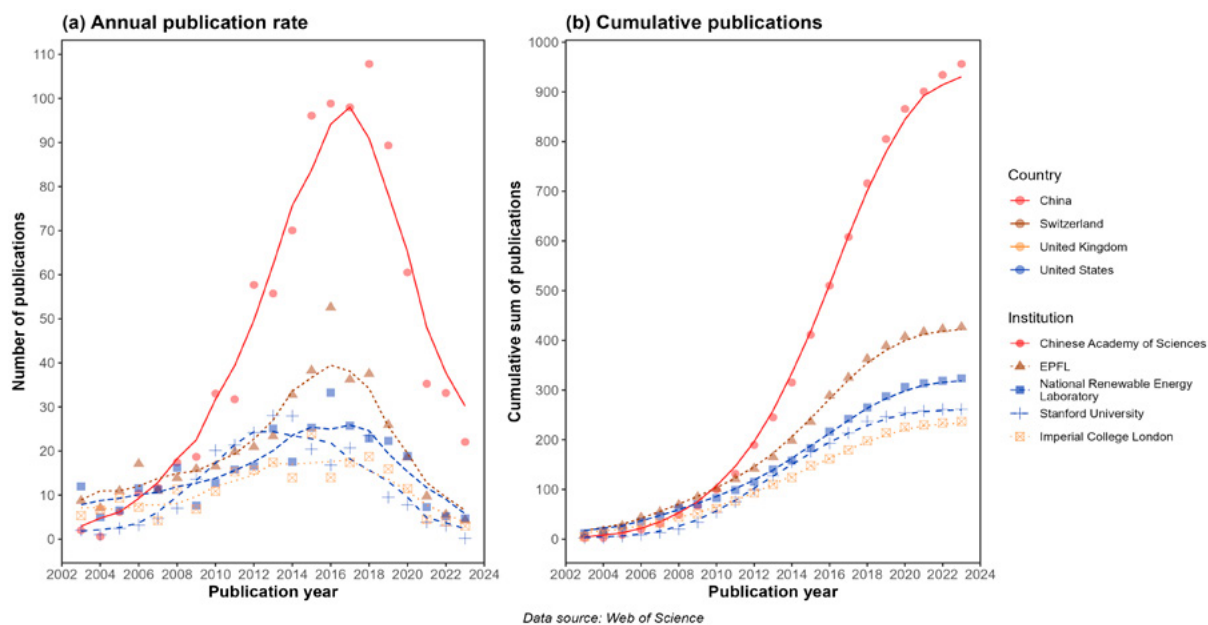 (a) Annual publication rate
Number of publications
110
100
90
80
70
60
50
40
30
20
10
0
2002 2004 2006 2008 2010 2012 2014 2016 2018 2020 2022 2024
Publication year
(b) Cumulative publications
Cumulative sum of publications
1000
900
800
700
600
500
400
300
200
100
0
2002 2004 2006 2008 2010 2012 2014 2016 2018 2020 2022 2024
Publication year
Country
China
Switzerland
United Kingdom
United States
Institution
Chinese Academy of Sciences
EPFL
National Renewable Energy
Laboratory
Stanford University
Imperial College London
Data source: Web of Science